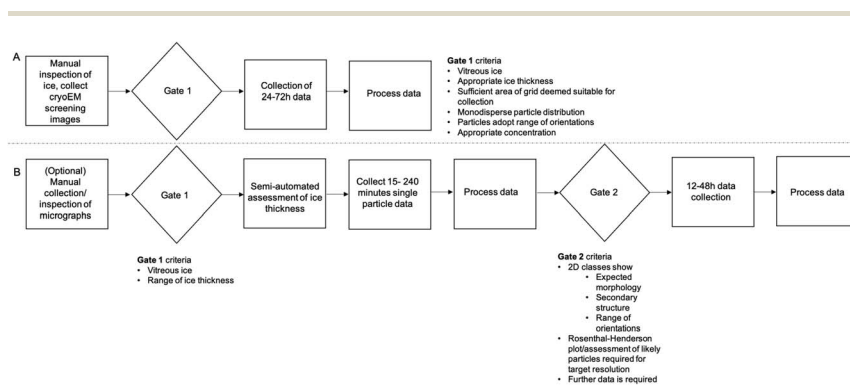 A
Manual
inspection of
ice, collect
cryoEM
screening
images
Gate 1
Collection of
24-72h data
Process data
Gate 1 criteria
• Vitreous ice
• Appropriate ice thickness
• Sufficient area of grid deemed suitable for
collection
• Monodisperse particle distribution
• Particles adopt range of orientations
• Appropriate concentration
B
(Optional)
Manual
collection/
inspection of
micrographs
Gate 1
Semi-automated
assessment of ice
thickness
Collect 15- 240
minutes single
particle data
Process data
Gate 2
12-48h data
collection
Process data
Gate 1 criteria
• Vitreous ice
• Range of ice thickness
Gate 2 criteria
• 2D classes show
• Expected
morphology
• Secondary
structure
• Range of
orientations
• Rosenthal-Henderson
plot/assessment of likely
particles required for
target resolution
• Further data is required